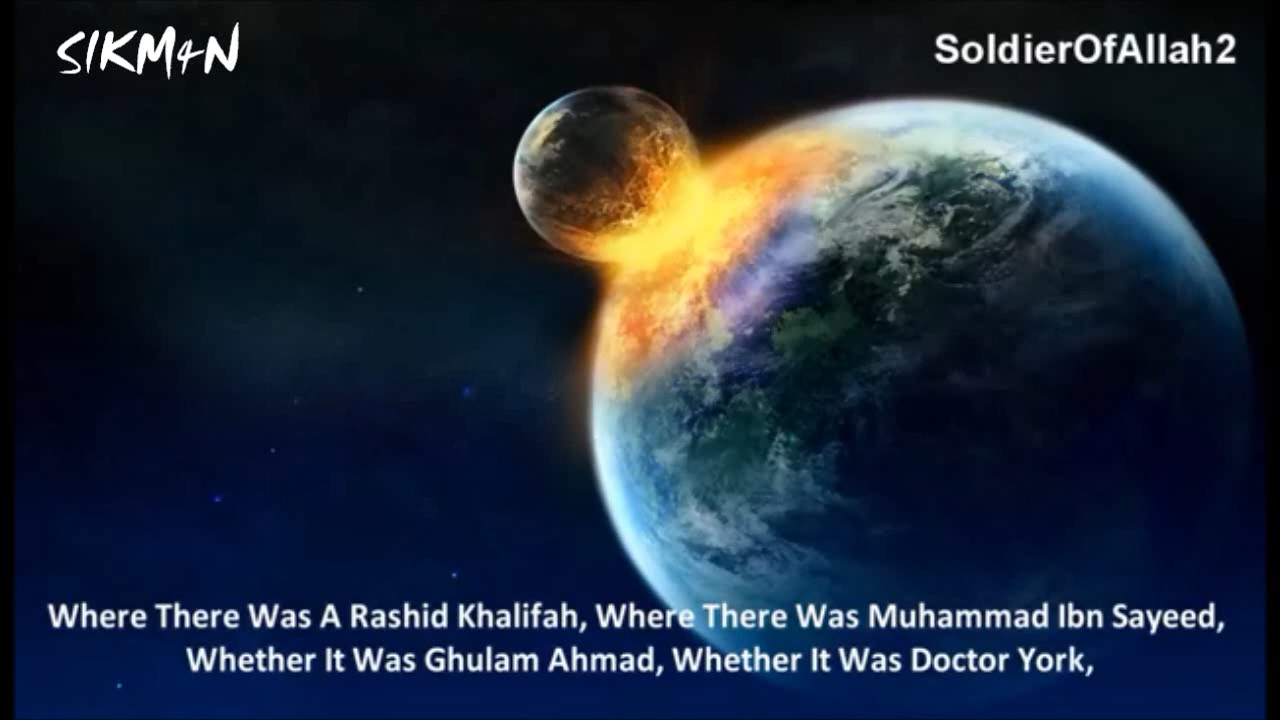 SIKM4N
SoldierOfAllah2
Where There Was A Rashid Khalifah, Where There Was Muhammad Ibn Sayeed,
Whether It Was Ghulam Ahmad, Whether It Was Doctor York,